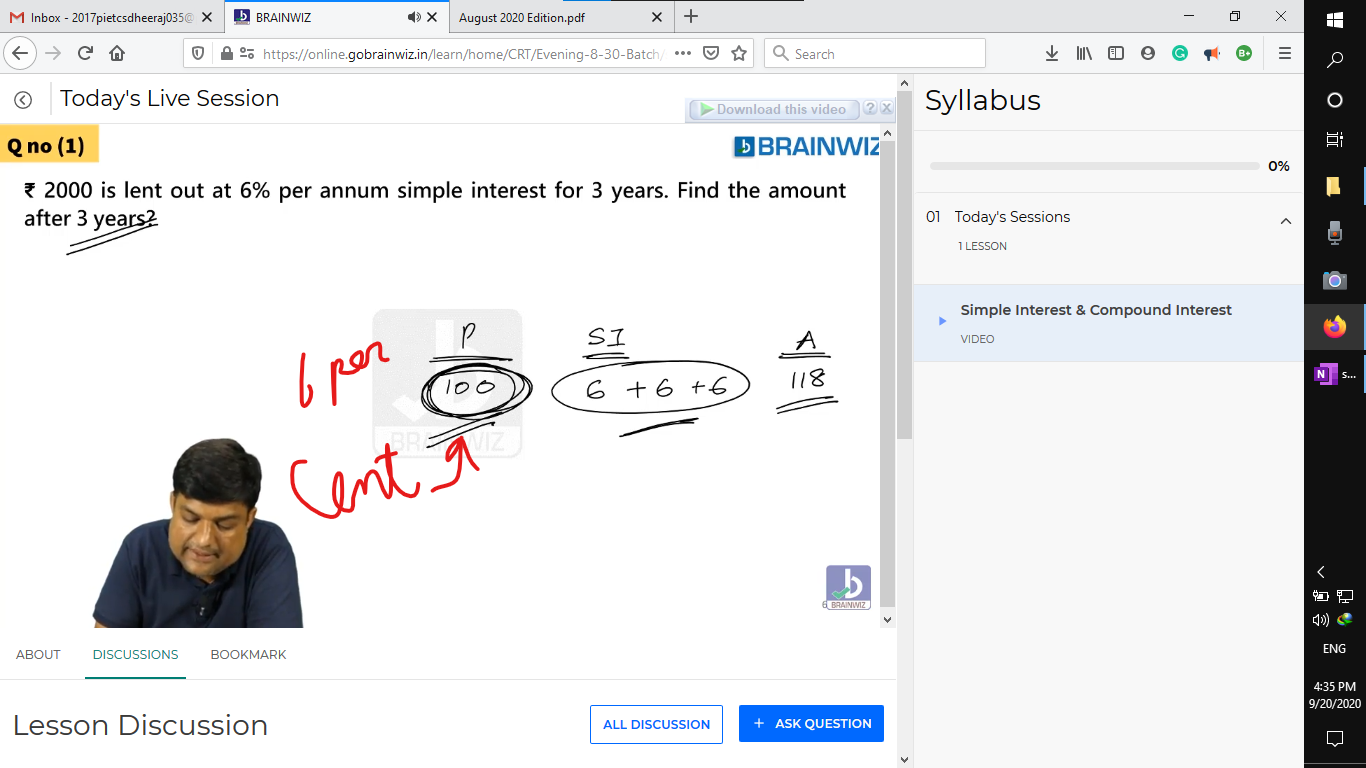 Inbox - 2017pietcsdheeraj035@
BRAINWIZ
August 2020 Edition.pdf
https://online.gobrainwiz.in/learn/home/CRT/Evening-8-30-Batch/
Search
Today's Live Session
Download this video
Q no (1)
BRAINWIZ
₹ 2000 is lent out at 6% per annum simple interest for 3 years. Find the amount
after 3 years?
P SI A
6 per
100 6 + 6 + 6 118
BRAINWIZ
Cent
6 BRAINWIZ
ABOUT DISCUSSIONS BOOKMARK
Lesson Discussion
ALL DISCUSSION
+ ASK QUESTION
Syllabus
0%
01 Today's Sessions
1 LESSON
Simple Interest & Compound Interest
VIDEO
N s...
ENG
4:35 PM
9/20/2020